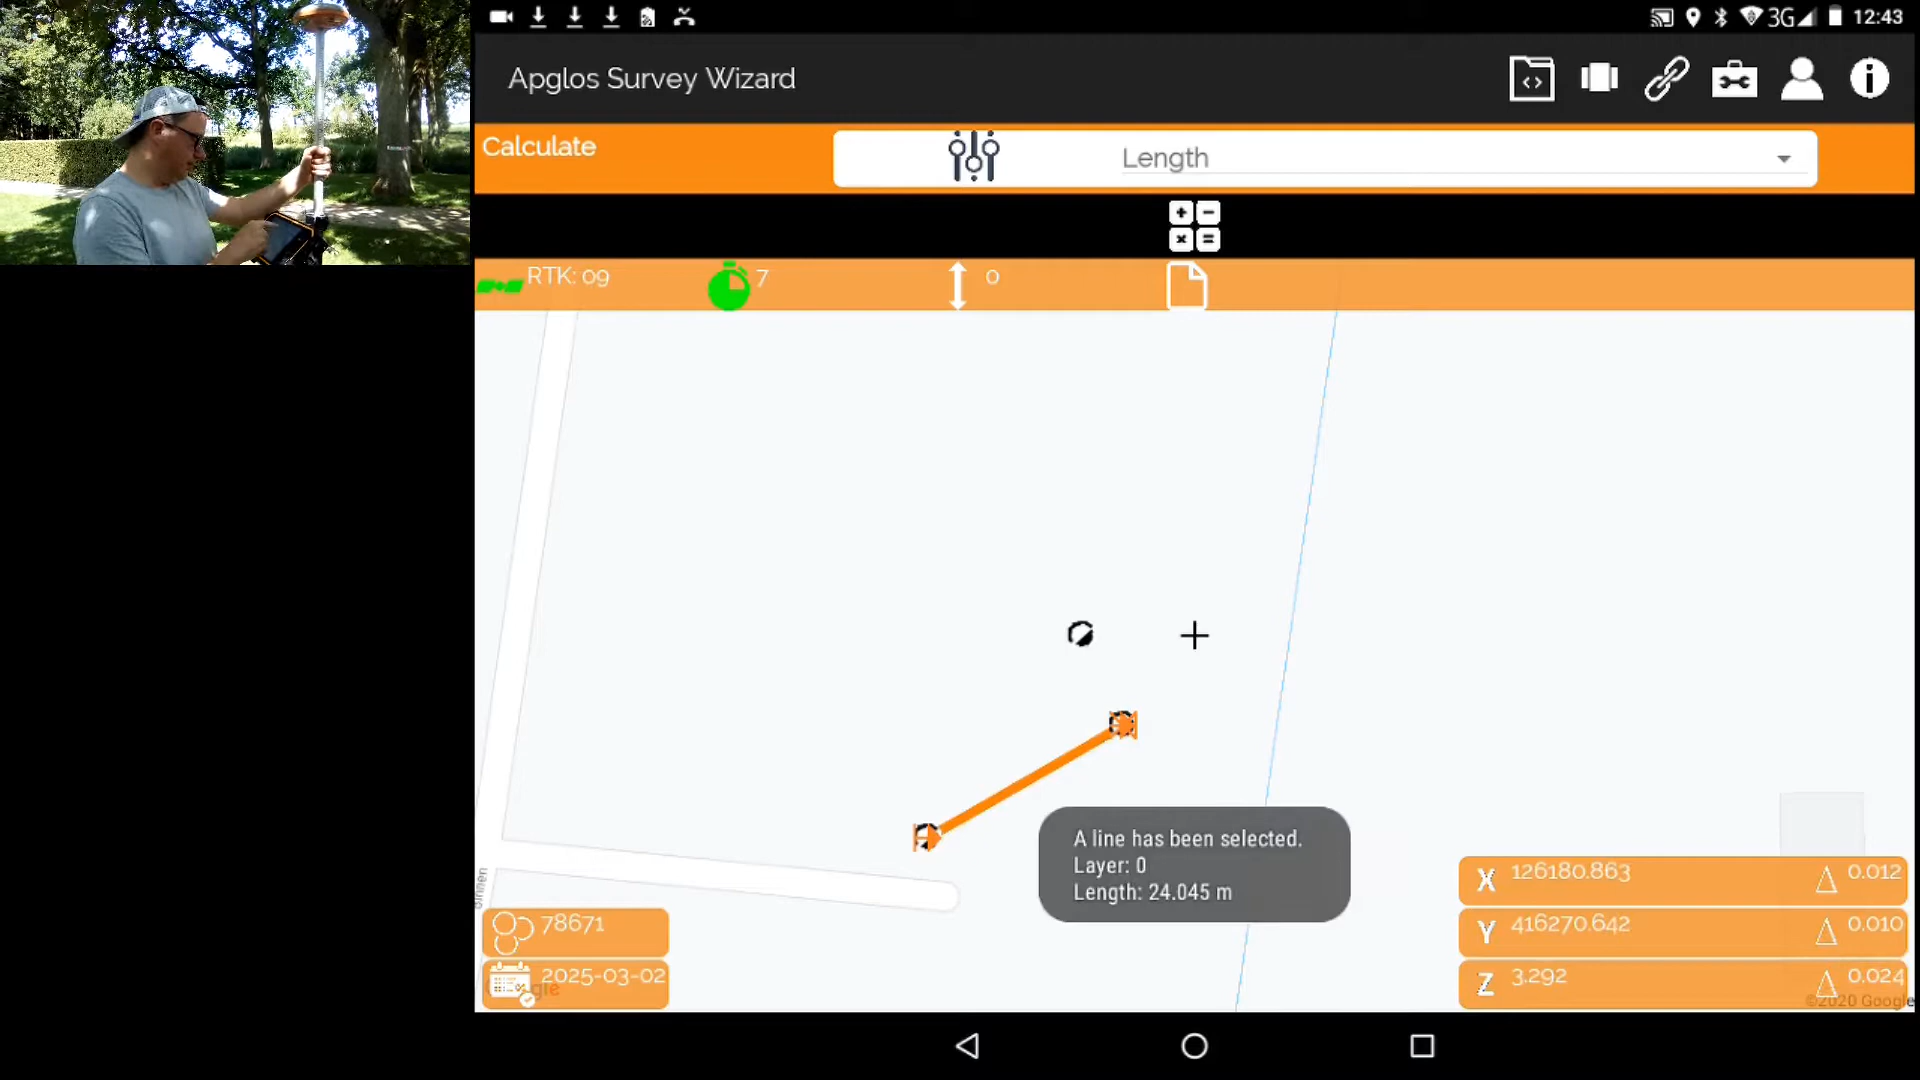 3G 12:43
Apglos Survey Wizard
Calculate
Length
RTK: 09
7
0
A line has been selected.
Layer: 0
Length: 24.045 m
78671
2025-03-02
X 126180.863 Δ 0.012
Y 416270.642 Δ 0.010
Z 3.292 Δ 0.024
©2020 Google